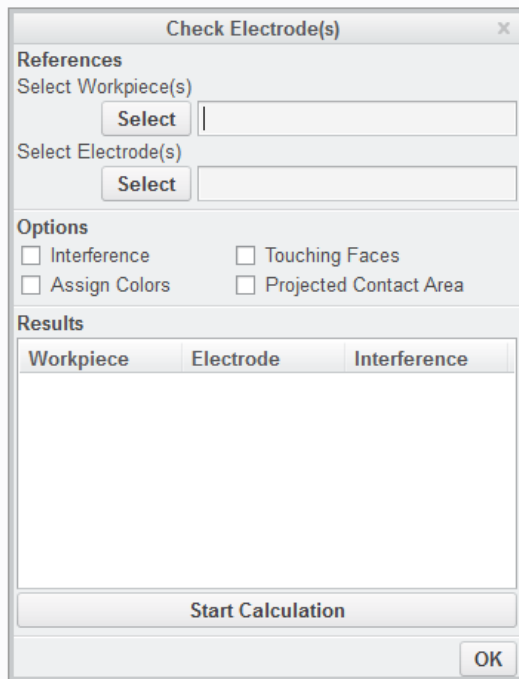 Check Electrode(s) x
References
Select Workpiece(s)
Select
Select Electrode(s)
Select
Options
Interference Touching Faces
Assign Colors Projected Contact Area
Results
Workpiece Electrode Interference
Start Calculation
OK